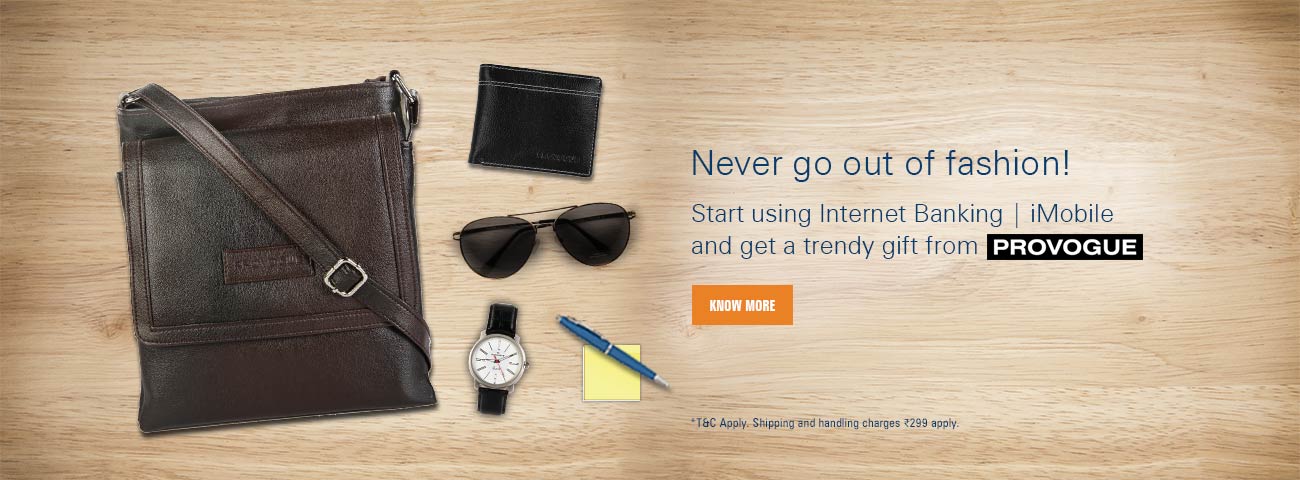 Never go out of fashion!
Start using Internet Banking | iMobile
and get a trendy gift from PROVOGUE
KNOW MORE
*T&C Apply. Shipping and handling charges ₹299 apply.